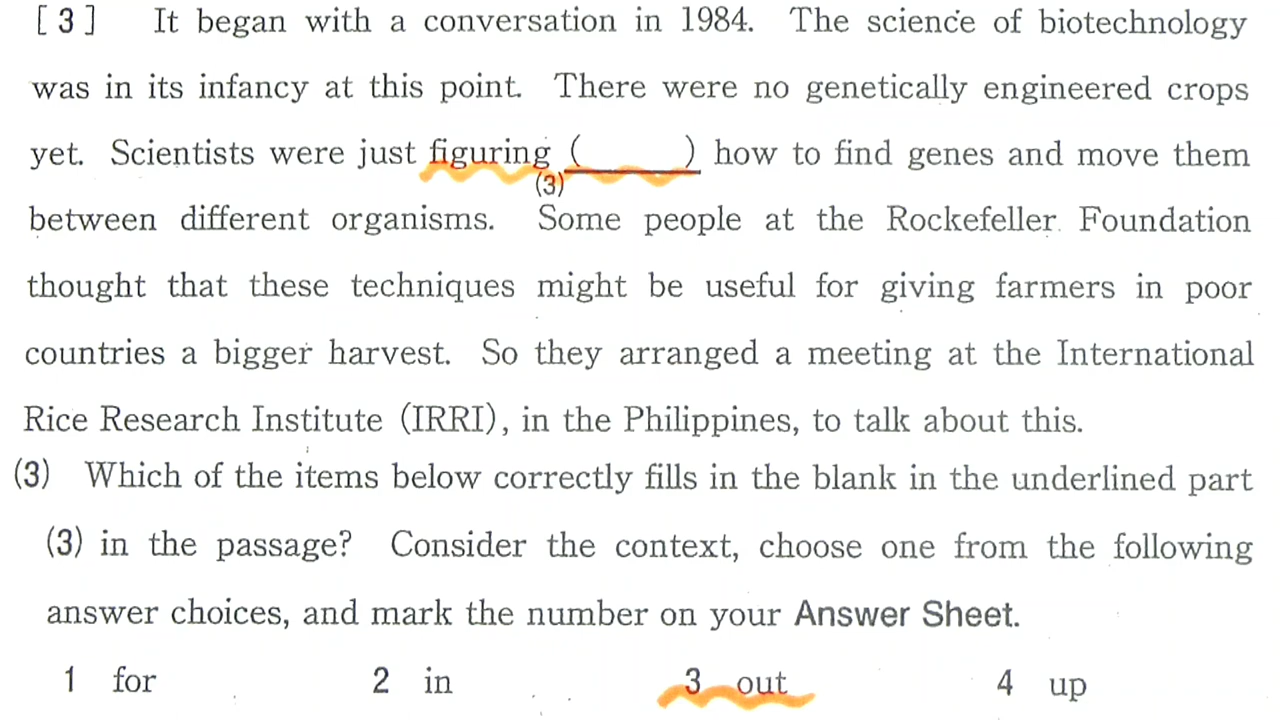 [3] It began with a conversation in 1984. The science of biotechnology
was in its infancy at this point. There were no genetically engineered crops
yet. Scientists were just figuring ( ) how to find genes and move them
(3)
between different organisms. Some people at the Rockefeller Foundation
thought that these techniques might be useful for giving farmers in poor
countries a bigger harvest. So they arranged a meeting at the International
Rice Research Institute (IRRI), in the Philippines, to talk about this.
(3) Which of the items below correctly fills in the blank in the underlined part
(3) in the passage? Consider the context, choose one from the following
answer choices, and mark the number on your Answer Sheet.
1 for 2 in 3 out 4 up